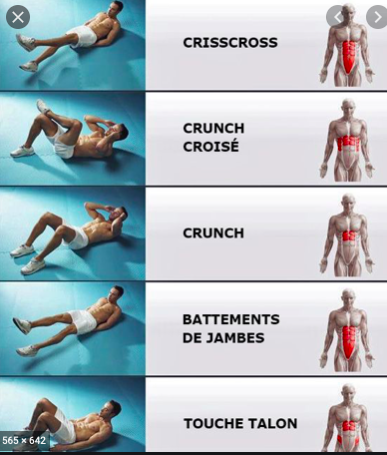 CRISSCROSS
CRUNCH
CROISÉ
CRUNCH
BATTEMENTS
DE JAMBES
TOUCHE TALON
565 × 642